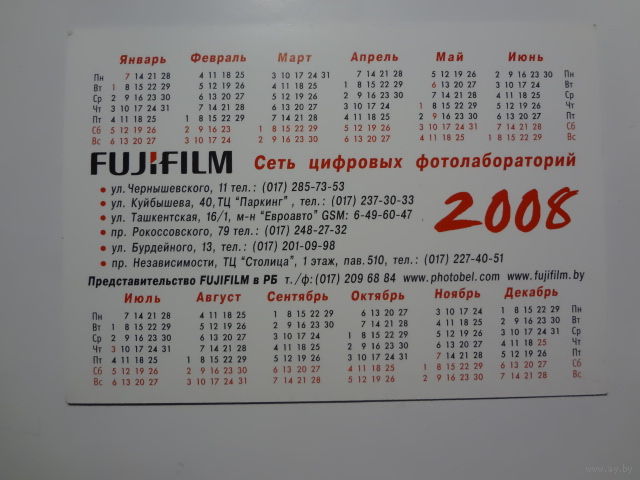 Январь Февраль Март Апрель Май Июнь
Пн 7 14 21 28 4 11 18 25 3 10 17 24 31 7 14 21 28 5 12 19 26 2 9 16 23 30 Пн
Вт 1 8 15 22 29 5 12 19 26 4 11 18 25 1 8 15 22 29 6 13 20 27 3 10 17 24 Вт
Ср 2 9 16 23 30 6 13 20 27 5 12 19 26 2 9 16 23 30 7 14 21 28 4 11 18 25 Ср
Чт 3 10 17 24 31 7 14 21 28 6 13 20 27 3 10 17 24 1 8 15 22 29 5 12 19 26 Чт
Пт 4 11 18 25 1 8 15 22 29 7 14 21 28 4 11 18 25 2 9 16 23 30 6 13 20 27 Пт
Сб 5 12 19 26 2 9 16 23 1 8 15 22 29 5 12 19 26 3 10 17 24 31 7 14 21 28 Сб
Вс 6 13 20 27 3 10 17 24 2 9 16 23 30 6 13 20 27 4 11 18 25 1 8 15 22 29 Вс
FUJIFILM Сеть цифровых фотолабораторий
• ул. Чернышевского, 11 тел.: (017) 285-73-53
• ул. Куйбышева, 40, ТЦ "Паркинг" , тел.: (017) 237-30-33
• ул. Ташкентская, 16/1, м-н "Евроавто" GSM: 6-49-60-47
• пр. Рокоссовского, 79 тел.: (017) 248-27-32
• ул. Бурдейного, 13, тел.: (017) 201-09-98
• пр. Независимости, ТЦ "Столица", 1 этаж, пав.510, тел.: (017) 227-40-51
2008
Представительство FUJIFILM в РБ т./ф:(017) 209 68 84 www.photobel.com www.fujifilm.by
Июль Август Сентябрь Октябрь Ноябрь Декабрь
Пн 7 14 21 28 4 11 18 25 1 8 15 22 29 6 13 20 27 3 10 17 24 1 8 15 22 29 Пн
Вт 1 8 15 22 29 5 12 19 26 2 9 16 23 30 7 14 21 28 4 11 18 25 2 9 16 23 30 Вт
Ср 2 9 16 23 30 6 13 20 27 3 10 17 24 1 8 15 22 29 5 12 19 26 3 10 17 24 31 Ср
Чт 3 10 17 24 31 7 14 21 28 4 11 18 25 2 9 16 23 30 6 13 20 27 4 11 18 25 Чт
Пт 4 11 18 25 1 8 15 22 29 5 12 19 26 3 10 17 24 31 7 14 21 28 5 12 19 26 Пт
Сб 5 12 19 26 2 9 16 23 30 6 13 20 27 4 11 18 25 1 8 15 22 29 6 13 20 27 Сб
Вс 6 13 20 27 3 10 17 24 31 7 14 21 28 5 12 19 26 2 9 16 23 30 7 14 21 28 Вс
www.ay.by